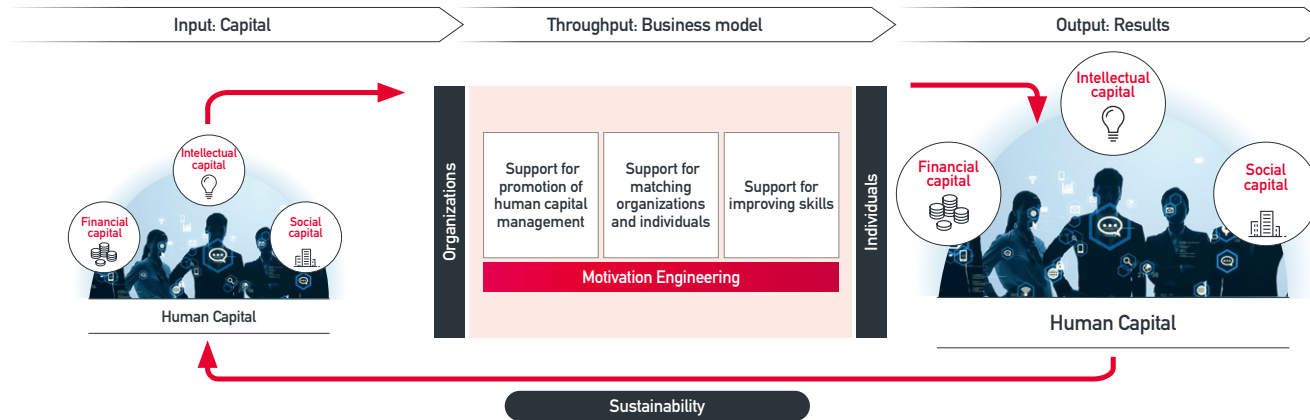 Input: Capital
Throughput: Business model
Output: Results
Intellectual
capital
Financial
capital
Social
capital
Human Capital
Organizations
Support for
promotion of
human capital
management
Support for
matching
organizations
and individuals
Support for
improving skills
Motivation Engineering
Individuals
Intellectual
capital
Financial
capital
Social
capital
Human Capital
Sustainability